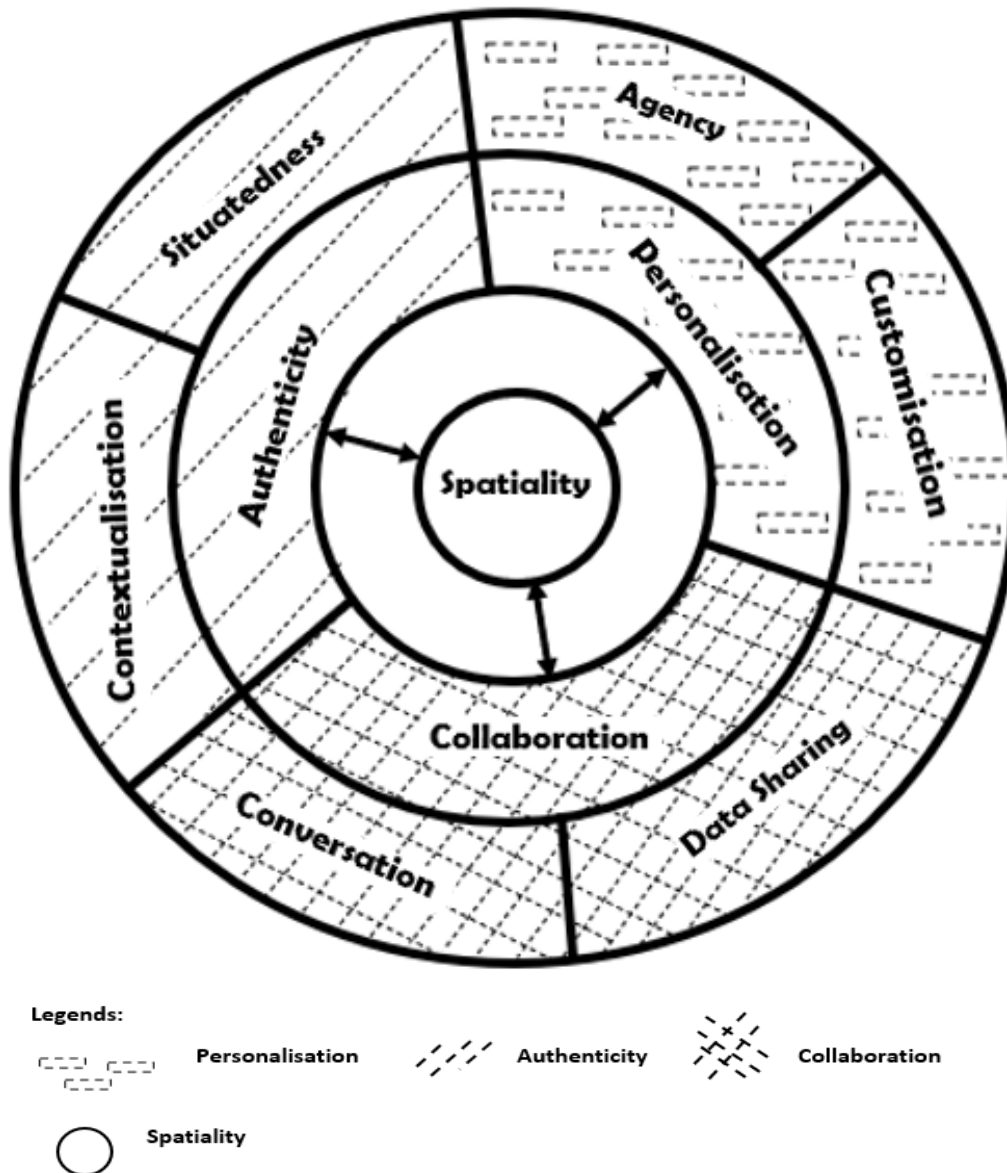 Agency
Situatedness
Personalisation
Customisation
Authenticity
Spatiality
Contextualisation
Collaboration
Data Sharing
Conversation
Legends:
Personalisation
Authenticity
Collaboration
Spatiality